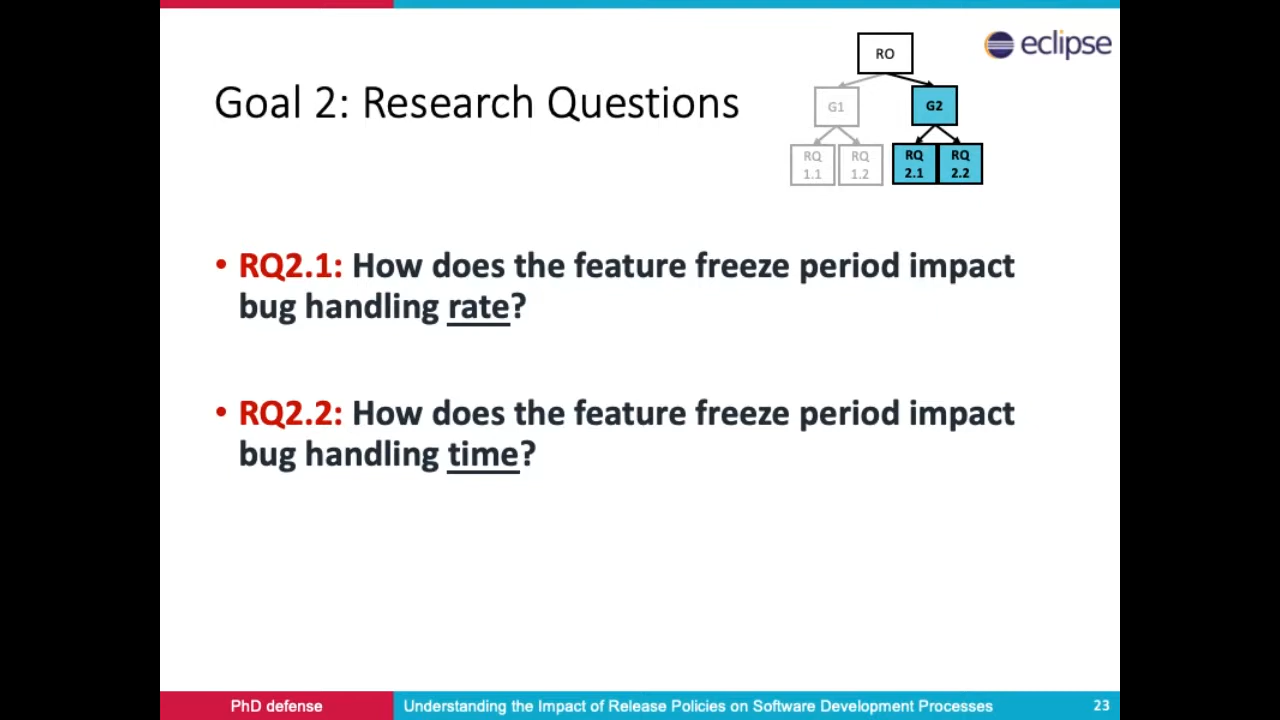 eclipse
RO
Goal 2: Research Questions
G1
G2
RQ
1.1
RQ
1.2
RQ
2.1
RQ
2.2
• RQ2.1: How does the feature freeze period impact
bug handling rate?
• RQ2.2: How does the feature freeze period impact
bug handling time?
PhD defense
Understanding the Impact of Release Policies on Software Development Processes
23